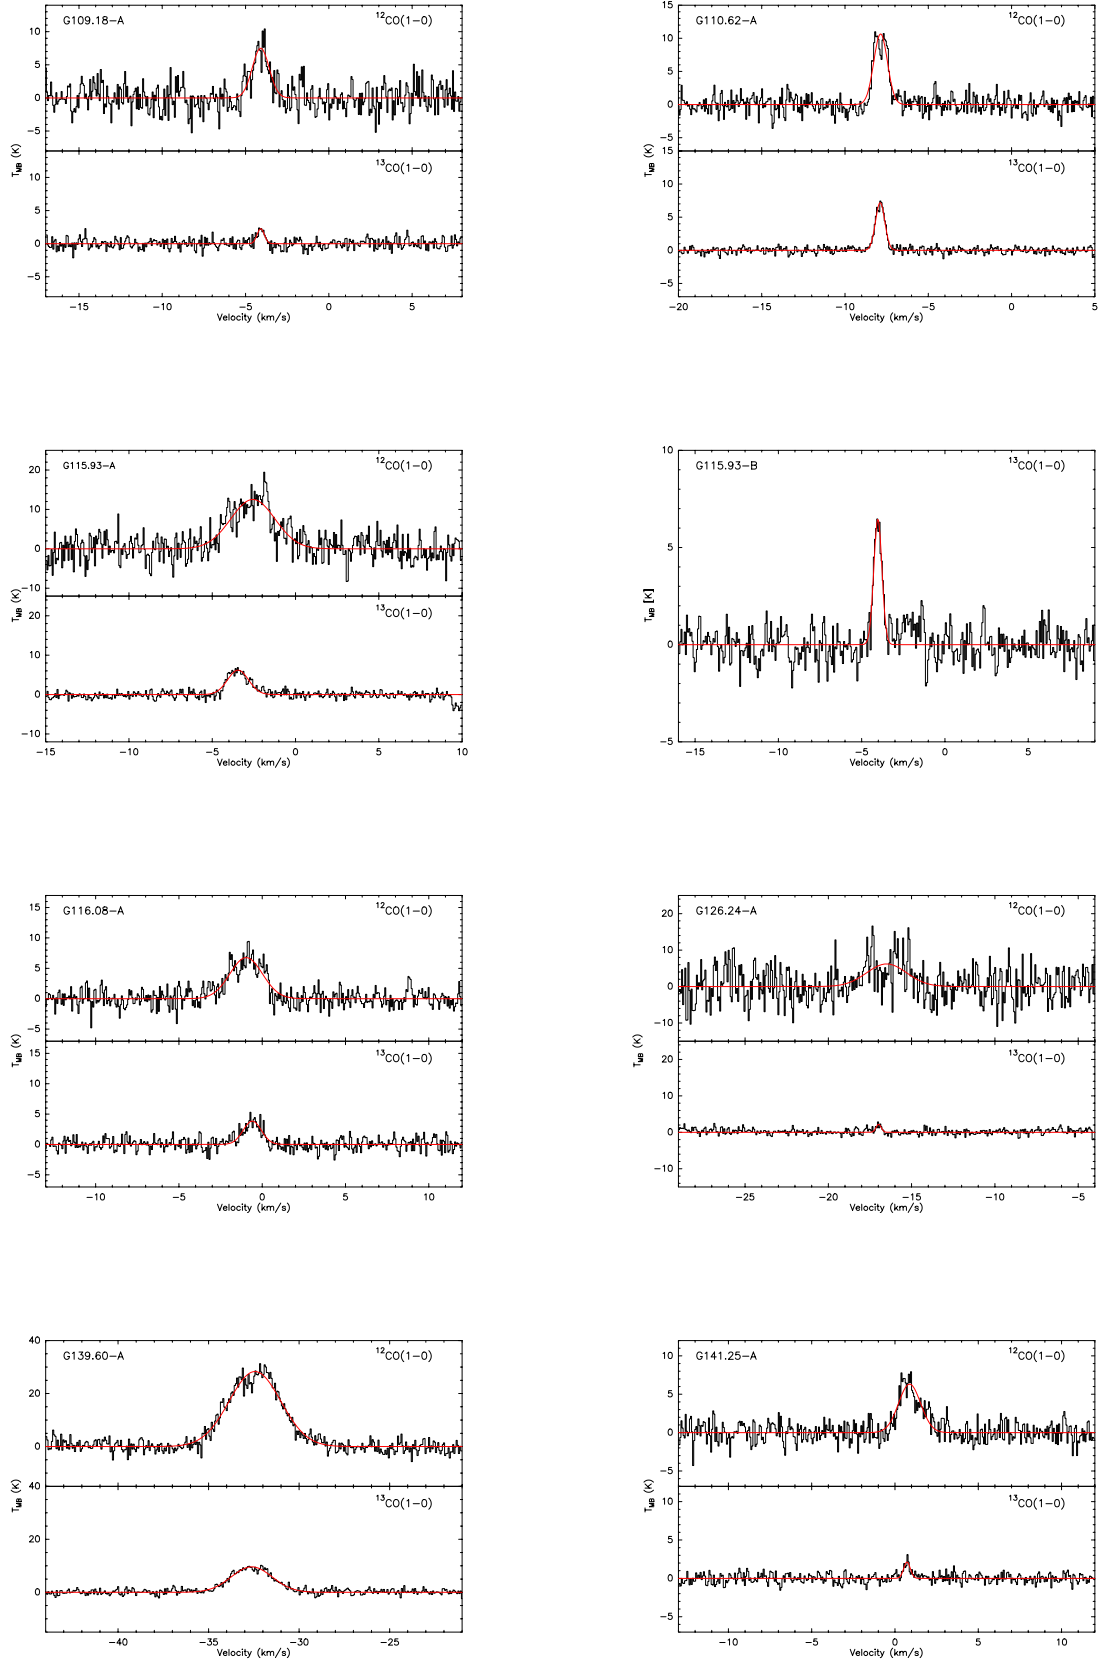 G109.18−A ¹²CO(1−0)
10
5
0
−5
¹³CO(1−0)
10
5
0
−5
T_MB (K)
−15 −10 −5 0 5
Velocity (km/s)
G110.62−A ¹²CO(1−0)
15
10
5
0
−5
¹³CO(1−0)
15
10
5
0
−5
T_MB (K)
−20 −15 −10 −5 0 5
Velocity (km/s)
G115.93−A ¹²CO(1−0)
20
10
0
−10
¹³CO(1−0)
20
10
0
−10
T_MB (K)
−15 −10 −5 0 5 10
Velocity (km/s)
G115.93−B ¹³CO(1−0)
10
5
0
−5
T_MB [K]
−15 −10 −5 0 5
Velocity (km/s)
G116.08−A ¹²CO(1−0)
15
10
5
0
−5
¹³CO(1−0)
15
10
5
0
−5
T_MB (K)
−10 −5 0 5 10
Velocity (km/s)
G126.24−A ¹²CO(1−0)
20
10
0
−10
¹³CO(1−0)
20
10
0
−10
T_MB (K)
−25 −20 −15 −10 −5
Velocity (km/s)
G139.60−A ¹²CO(1−0)
40
20
0
¹³CO(1−0)
40
20
0
T_MB (K)
−40 −35 −30 −25
Velocity (km/s)
G141.25−A ¹²CO(1−0)
10
5
0
−5
¹³CO(1−0)
10
5
0
−5
T_MB (K)
−10 −5 0 5 10
Velocity (km/s)